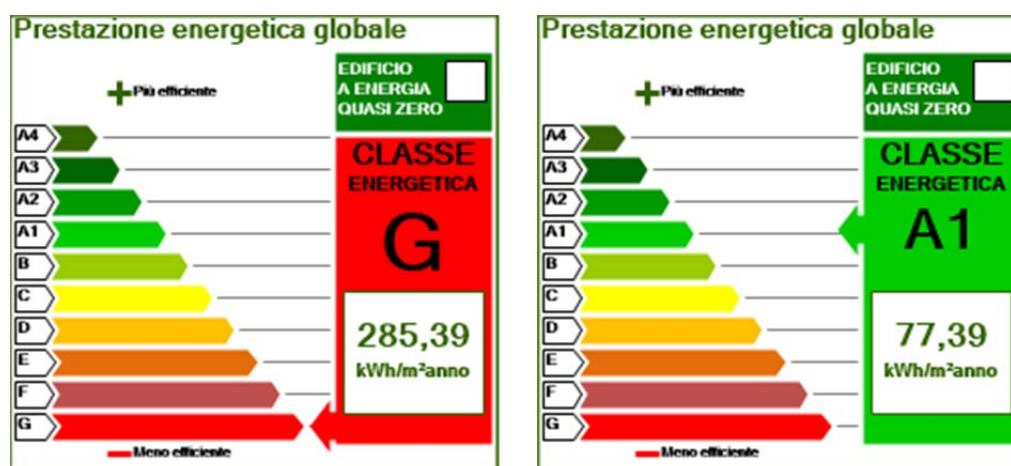 Prestazione energetica globale
EDIFICIO
A ENERGIA
QUASI ZERO
Più efficiente
A4
A3
A2
A1
B
C
D
E
F
G
CLASSE
ENERGETICA
G
285,39
kWh/m²anno
Meno efficiente
Prestazione energetica globale
EDIFICIO
A ENERGIA
QUASI ZERO
Più efficiente
A4
A3
A2
A1
B
C
D
E
F
G
CLASSE
ENERGETICA
A1
77,39
kWh/m²anno
Meno efficiente